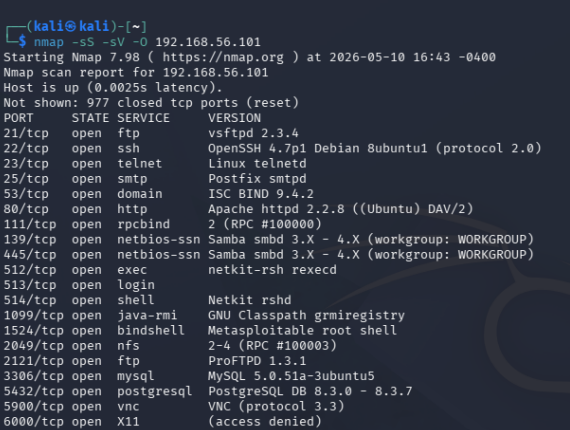 ┌──(kali㉿kali)-[~]
└─$ nmap -sS -sV -O 192.168.56.101
Starting Nmap 7.98 ( https://nmap.org ) at 2026-05-10 16:43 -0400
Nmap scan report for 192.168.56.101
Host is up (0.0025s latency).
Not shown: 977 closed tcp ports (reset)
PORT     STATE SERVICE     VERSION
21/tcp   open  ftp         vsftpd 2.3.4
22/tcp   open  ssh         OpenSSH 4.7p1 Debian 8ubuntu1 (protocol 2.0)
23/tcp   open  telnet      Linux telnetd
25/tcp   open  smtp        Postfix smtpd
53/tcp   open  domain      ISC BIND 9.4.2
80/tcp   open  http        Apache httpd 2.2.8 ((Ubuntu) DAV/2)
111/tcp  open  rpcbind     2 (RPC #100000)
139/tcp  open  netbios-ssn Samba smbd 3.X - 4.X (workgroup: WORKGROUP)
445/tcp  open  netbios-ssn Samba smbd 3.X - 4.X (workgroup: WORKGROUP)
512/tcp  open  exec        netkit-rsh rexecd
513/tcp  open  login
514/tcp  open  shell       Netkit rshd
1099/tcp open  java-rmi    GNU Classpath grmiregistry
1524/tcp open  bindshell   Metasploitable root shell
2049/tcp open  nfs         2-4 (RPC #100003)
2121/tcp open  ftp         ProFTPD 1.3.1
3306/tcp open  mysql       MySQL 5.0.51a-3ubuntu5
5432/tcp open  postgresql  PostgreSQL DB 8.3.0 - 8.3.7
5900/tcp open  vnc         VNC (protocol 3.3)
6000/tcp open  X11         (access denied)